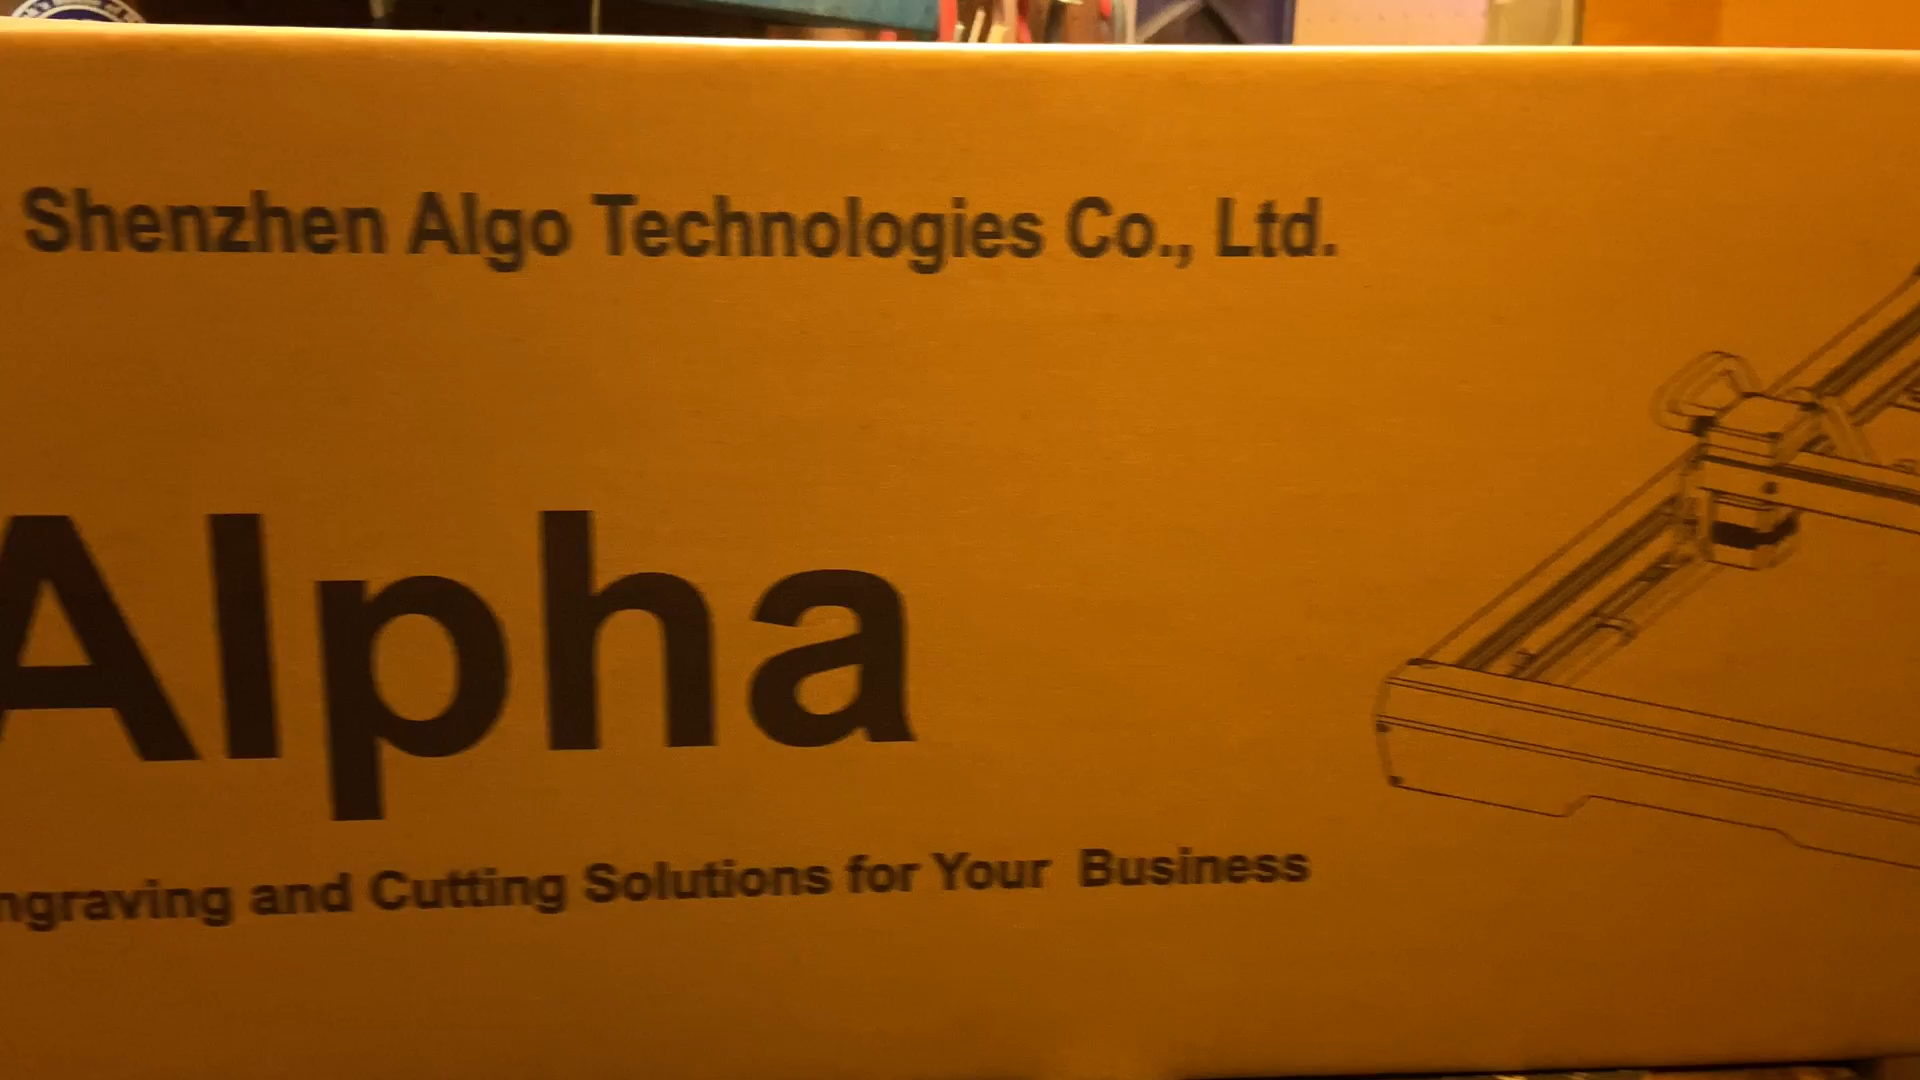 Shenzhen Algo Technologies Co., Ltd.
Alpha
ngraving and Cutting Solutions for Your Business